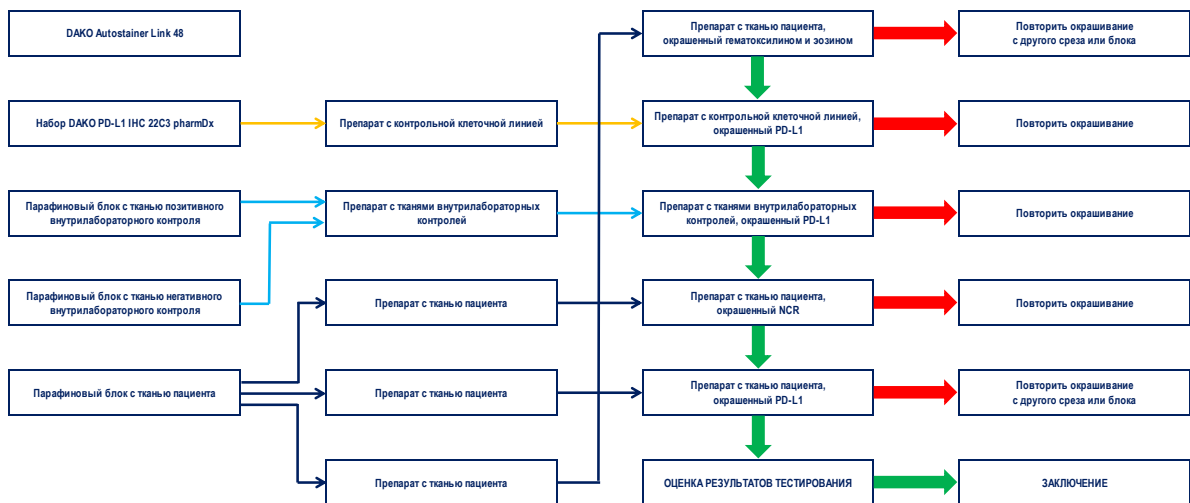 DAKO Autostainer Link 48
Препарат с тканью пациента,
окрашенный гематоксилином и эозином
Повторить окрашивание
с другого среза или блока
Набор DAKO PD-L1 IHC 22C3 pharmDx
Препарат с контрольной клеточной линией
Препарат с контрольной клеточной линией,
окрашенный PD-L1
Повторить окрашивание
Парафиновый блок с тканью позитивного
внутрилабораторного контроля
Препарат с тканями внутрилабораторных
контролей
Препарат с тканями внутрилабораторных
контролей, окрашенный PD-L1
Повторить окрашивание
Парафиновый блок с тканью негативного
внутрилабораторного контроля
Препарат с тканью пациента
Препарат с тканью пациента,
окрашенный NCR
Повторить окрашивание
Парафиновый блок с тканью пациента
Препарат с тканью пациента
Препарат с тканью пациента,
окрашенный PD-L1
Повторить окрашивание
с другого среза или блока
Препарат с тканью пациента
ОЦЕНКА РЕЗУЛЬТАТОВ ТЕСТИРОВАНИЯ
ЗАКЛЮЧЕНИЕ